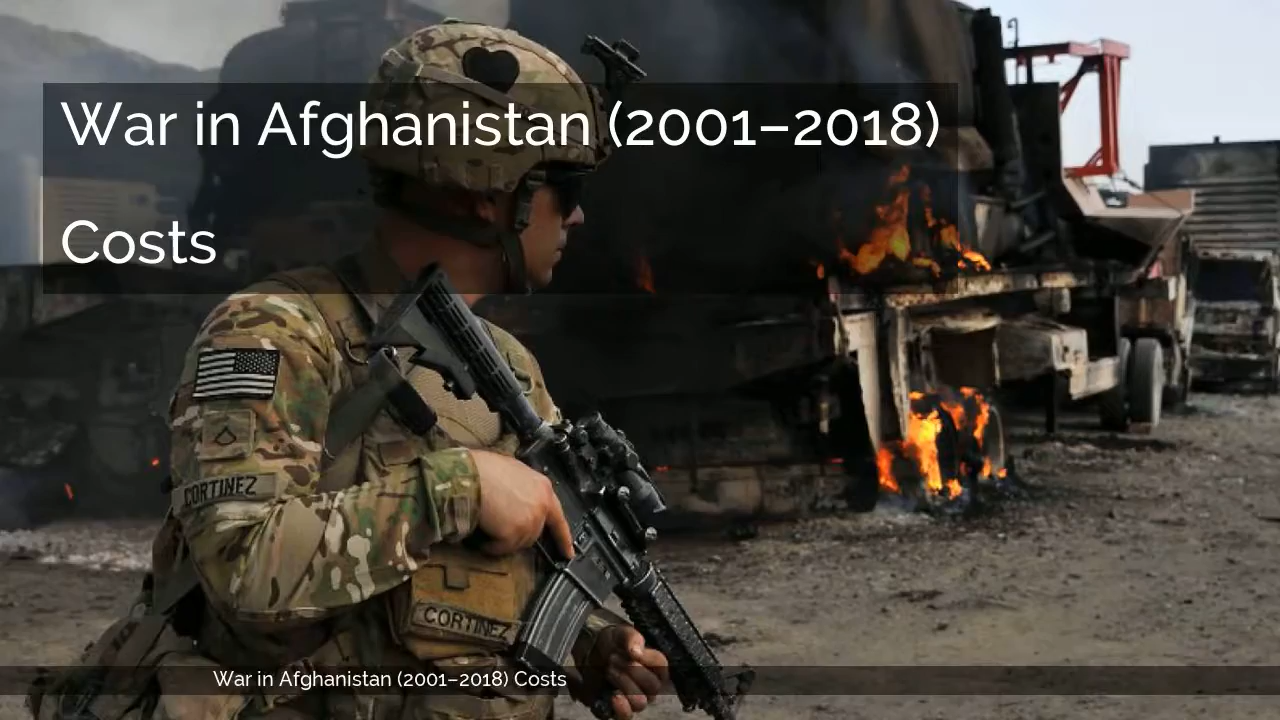 War in Afghanistan (2001–2018)
Costs
CORTINEZ
CORTINEZ
War in Afghanistan (2001–2018) Costs